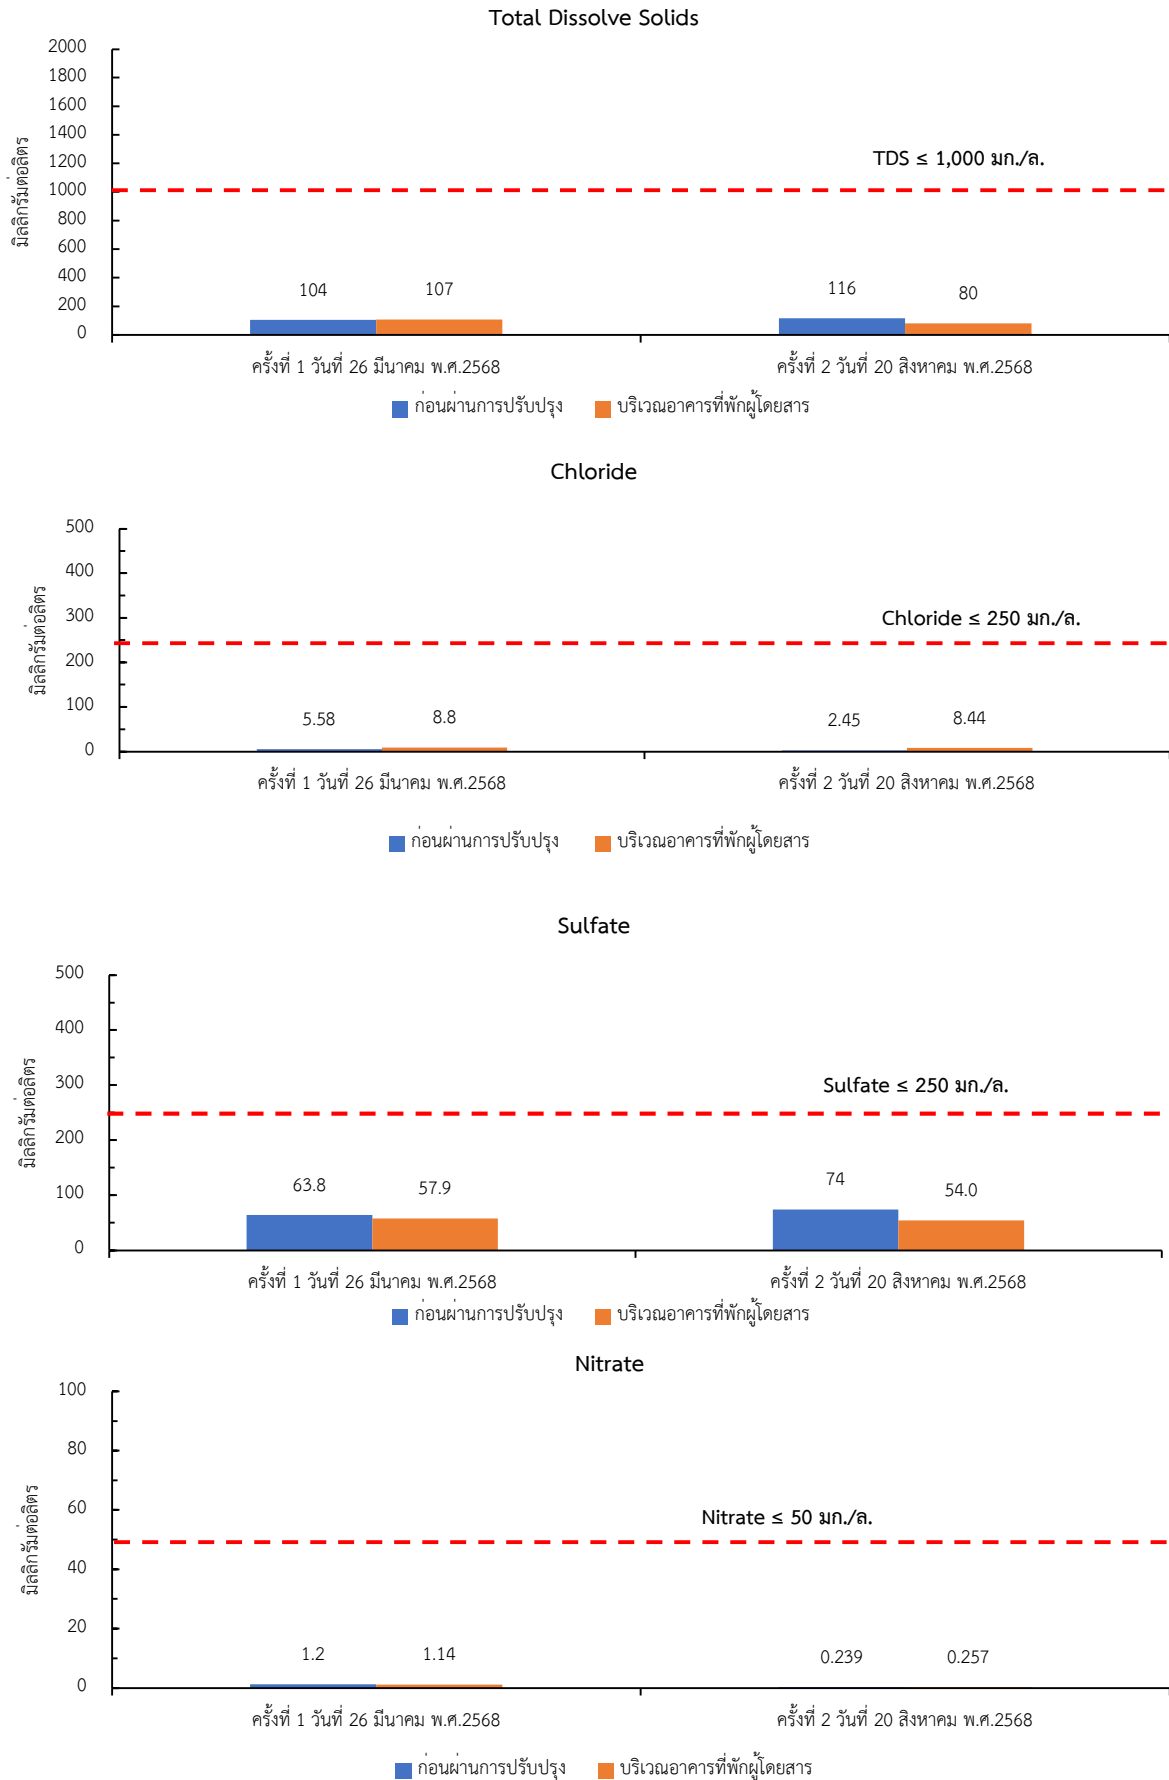 Total Dissolve Solids
2000
1800
1600
1400
1200
1000
800
600
400
200
0
มิลลิกรัมต่อลิตร
TDS ≤ 1,000 มก./ล.
104 107 116 80
ครั้งที่ 1 วันที่ 26 มีนาคม พ.ศ.2568 ครั้งที่ 2 วันที่ 20 สิงหาคม พ.ศ.2568
ก่อนผ่านการปรับปรุง บริเวณอาคารที่พักผู้โดยสาร
Chloride
500
400
300
200
100
0
มิลลิกรัมต่อลิตร
Chloride ≤ 250 มก./ล.
5.58 8.8 2.45 8.44
ครั้งที่ 1 วันที่ 26 มีนาคม พ.ศ.2568 ครั้งที่ 2 วันที่ 20 สิงหาคม พ.ศ.2568
ก่อนผ่านการปรับปรุง บริเวณอาคารที่พักผู้โดยสาร
Sulfate
500
400
300
200
100
0
มิลลิกรัมต่อลิตร
Sulfate ≤ 250 มก./ล.
63.8 57.9 74 54.0
ครั้งที่ 1 วันที่ 26 มีนาคม พ.ศ.2568 ครั้งที่ 2 วันที่ 20 สิงหาคม พ.ศ.2568
ก่อนผ่านการปรับปรุง บริเวณอาคารที่พักผู้โดยสาร
Nitrate
100
80
60
40
20
0
มิลลิกรัมต่อลิตร
Nitrate ≤ 50 มก./ล.
1.2 1.14 0.239 0.257
ครั้งที่ 1 วันที่ 26 มีนาคม พ.ศ.2568 ครั้งที่ 2 วันที่ 20 สิงหาคม พ.ศ.2568
ก่อนผ่านการปรับปรุง บริเวณอาคารที่พักผู้โดยสาร